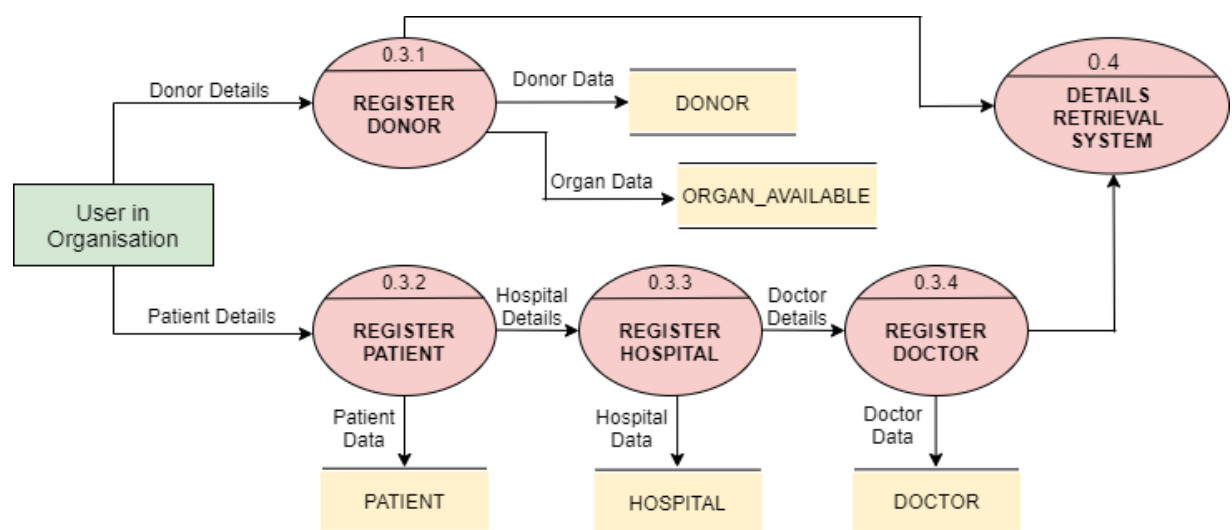 0.3.1
REGISTER
DONOR
0.4
DETAILS
RETRIEVAL
SYSTEM
Donor Details
Donor Data
DONOR
Organ Data
ORGAN_AVAILABLE
User in
Organisation
Patient Details
0.3.2
REGISTER
PATIENT
Hospital
Details
0.3.3
REGISTER
HOSPITAL
Doctor
Details
0.3.4
REGISTER
DOCTOR
Patient
Data
Hospital
Data
Doctor
Data
PATIENT
HOSPITAL
DOCTOR